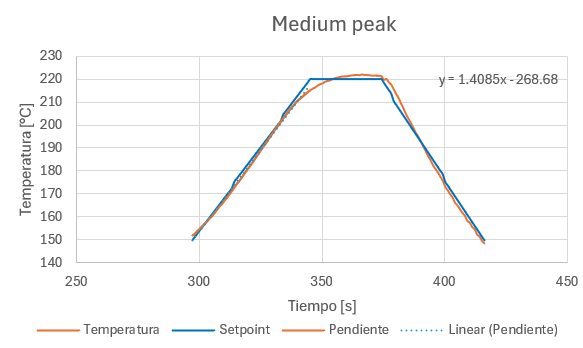 Medium peak
230
220
210
200
190
180
170
160
150
140
Temperatura [ºC]
y = 1.4085x - 268.68
250 300 350 400 450
Tiempo [s]
Temperatura Setpoint Pendiente Linear (Pendiente)